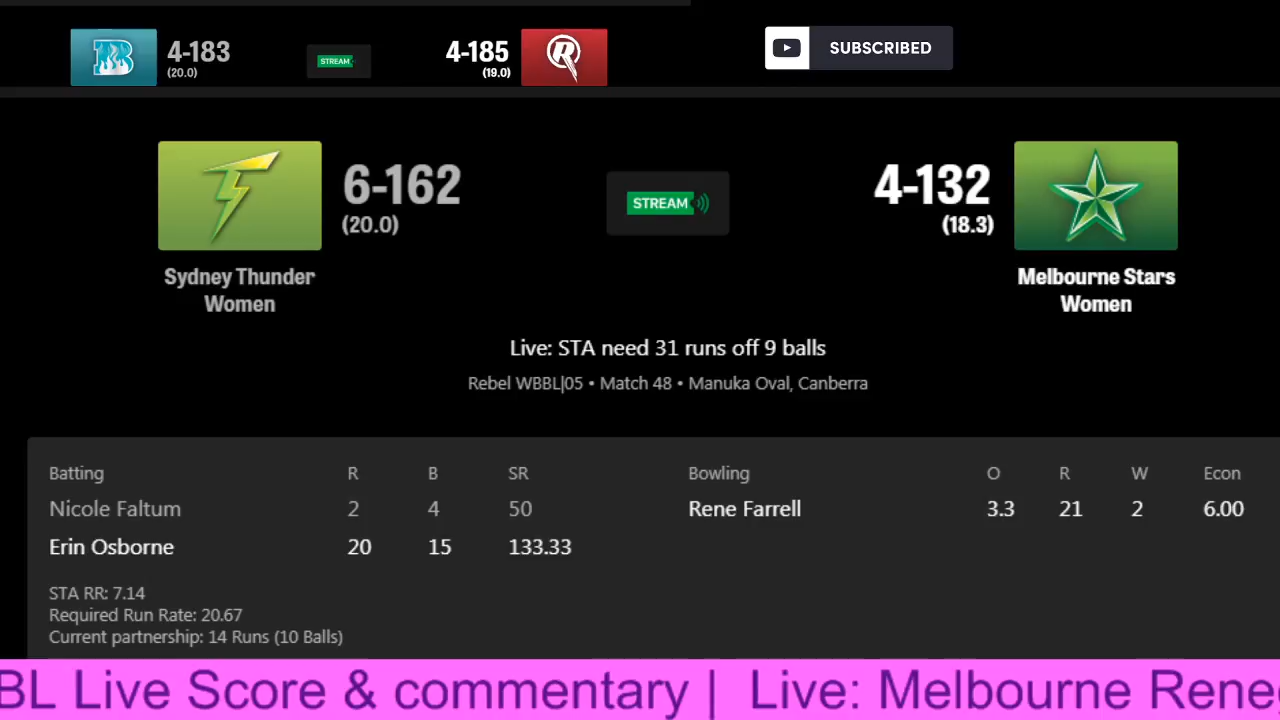 4-183
(20.0)
STREAM
4-185
(19.0)
R
SUBSCRIBED
6-162
(20.0)
STREAM
4-132
(18.3)
Sydney Thunder
Women
Melbourne Stars
Women
Live: STA need 31 runs off 9 balls
Rebel WBBL|05 • Match 48 • Manuka Oval, Canberra
Batting R B SR
Nicole Faltum 2 4 50
Erin Osborne 20 15 133.33
Bowling O R W Econ
Rene Farrell 3.3 21 2 6.00
STA RR: 7.14
Required Run Rate: 20.67
Current partnership: 14 Runs (10 Balls)
BL Live Score & commentary | Live: Melbourne Rene